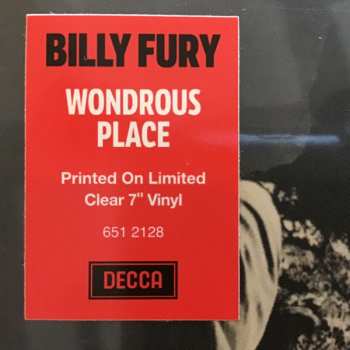 BILLY FURY
WONDROUS
PLACE
Printed On Limited
Clear 7" Vinyl
651 2128
DECCA